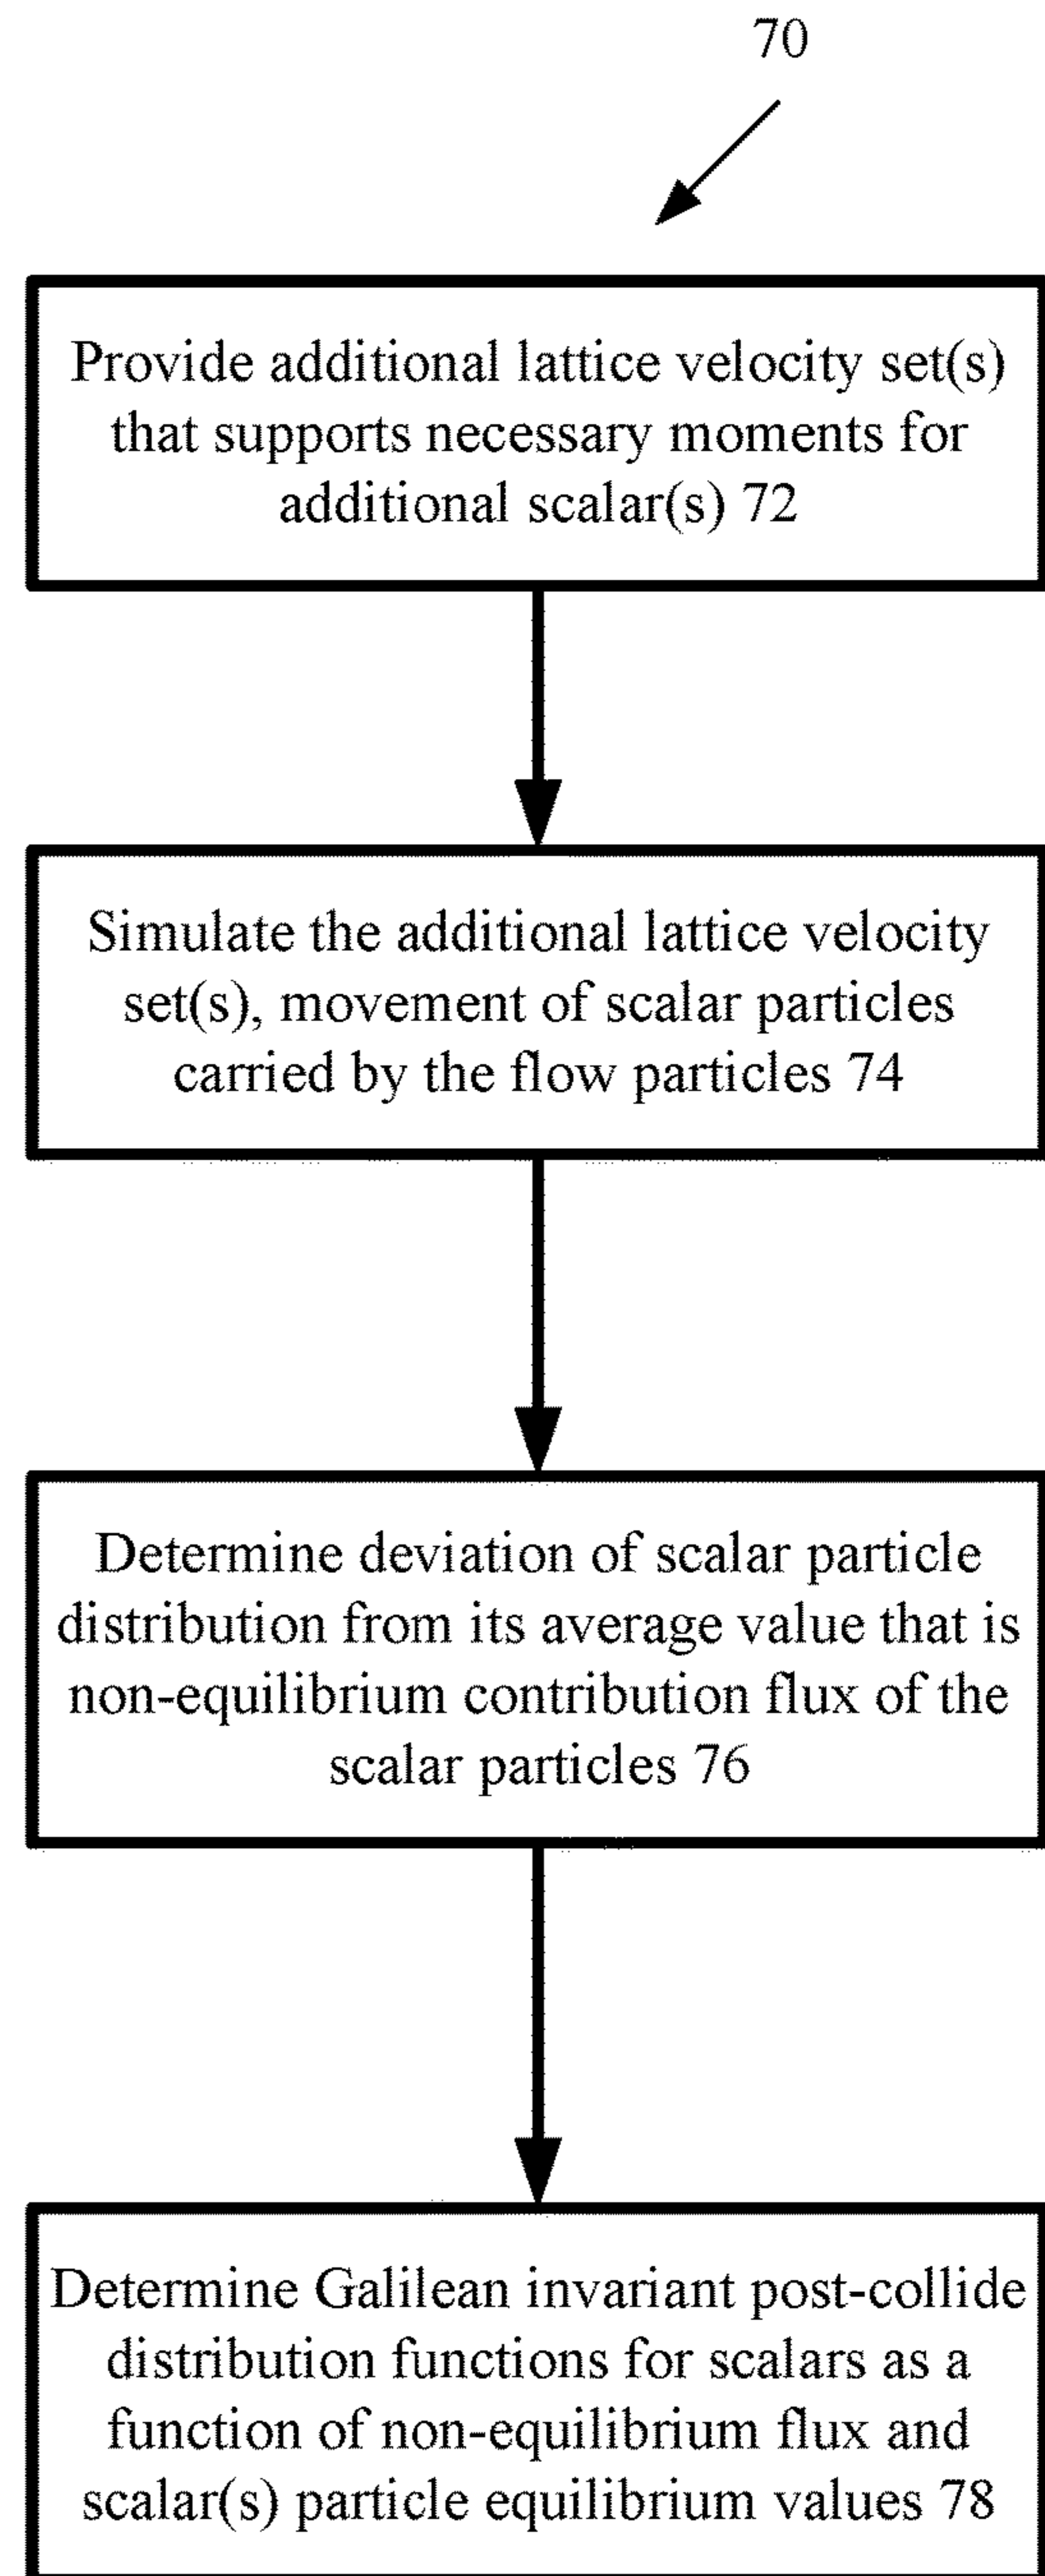 70
Provide additional lattice velocity set(s)
that supports necessary moments for
additional scalar(s) 72
Simulate the additional lattice velocity
set(s), movement of scalar particles
carried by the flow particles 74
Determine deviation of scalar particle
distribution from its average value that is
non-equilibrium contribution flux of the
scalar particles 76
Determine Galilean invariant post-collide
distribution functions for scalars as a
function of non-equilibrium flux and
scalar(s) particle equilibrium values 78